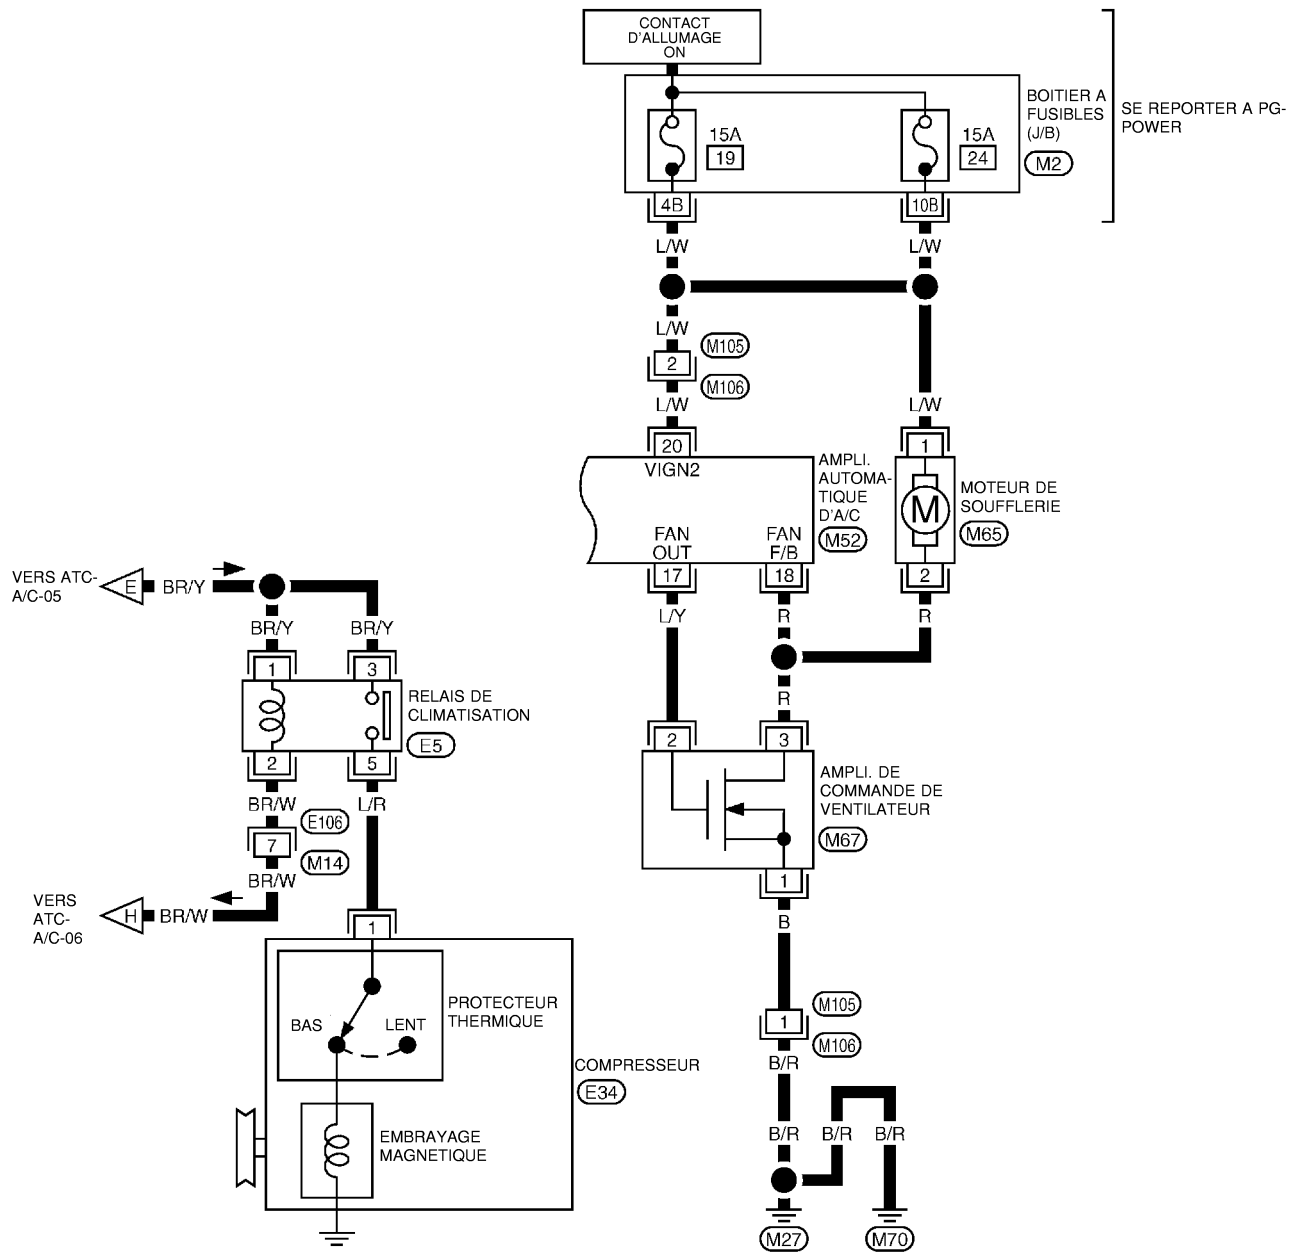 CONTACT
D'ALLUMAGE
ON
BOITIER A
FUSIBLES
(J/B)
M2
SE REPORTER A PG-
POWER
15A
19
15A
24
4B
10B
L/W
L/W
L/W
M105
2
M106
L/W
L/W
20
1
VIGN2
AMPLI.
AUTOMA-
TIQUE
D'A/C
M52
M
MOTEUR DE
SOUFFLERIE
M65
FAN
OUT
FAN
F/B
17
18
2
L/Y
R
R
R
VERS ATC-
A/C-05
E
BR/Y
BR/Y
BR/Y
1
3
RELAIS DE
CLIMATISATION
E5
2
5
BR/W
L/R
E106
7
M14
BR/W
VERS
ATC-
A/C-06
H
BR/W
2
3
AMPLI. DE
COMMANDE DE
VENTILATEUR
M67
1
B
1
PROTECTEUR
THERMIQUE
BAS
LENT
COMPRESSEUR
E34
EMBRAYAGE
MAGNETIQUE
M105
1
M106
B/R
B/R
B/R
B/R
M27
M70